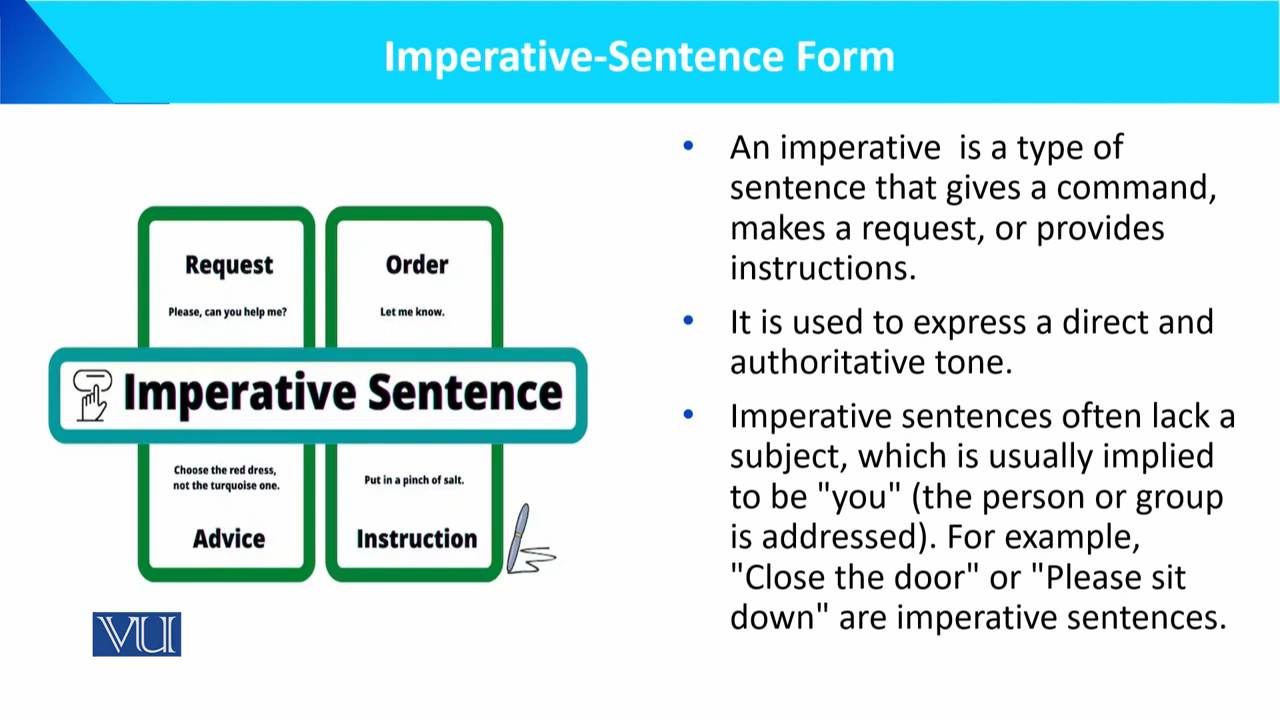 Imperative-Sentence Form
Request
Please, can you help me?
Order
Let me know.
Imperative Sentence
Choose the red dress,
not the turquoise one.
Advice
Put in a pinch of salt.
Instruction
VU
• An imperative  is a type of
sentence that gives a command,
makes a request, or provides
instructions.
• It is used to express a direct and
authoritative tone.
• Imperative sentences often lack a
subject, which is usually implied
to be "you" (the person or group
is addressed). For example,
"Close the door" or "Please sit
down" are imperative sentences.